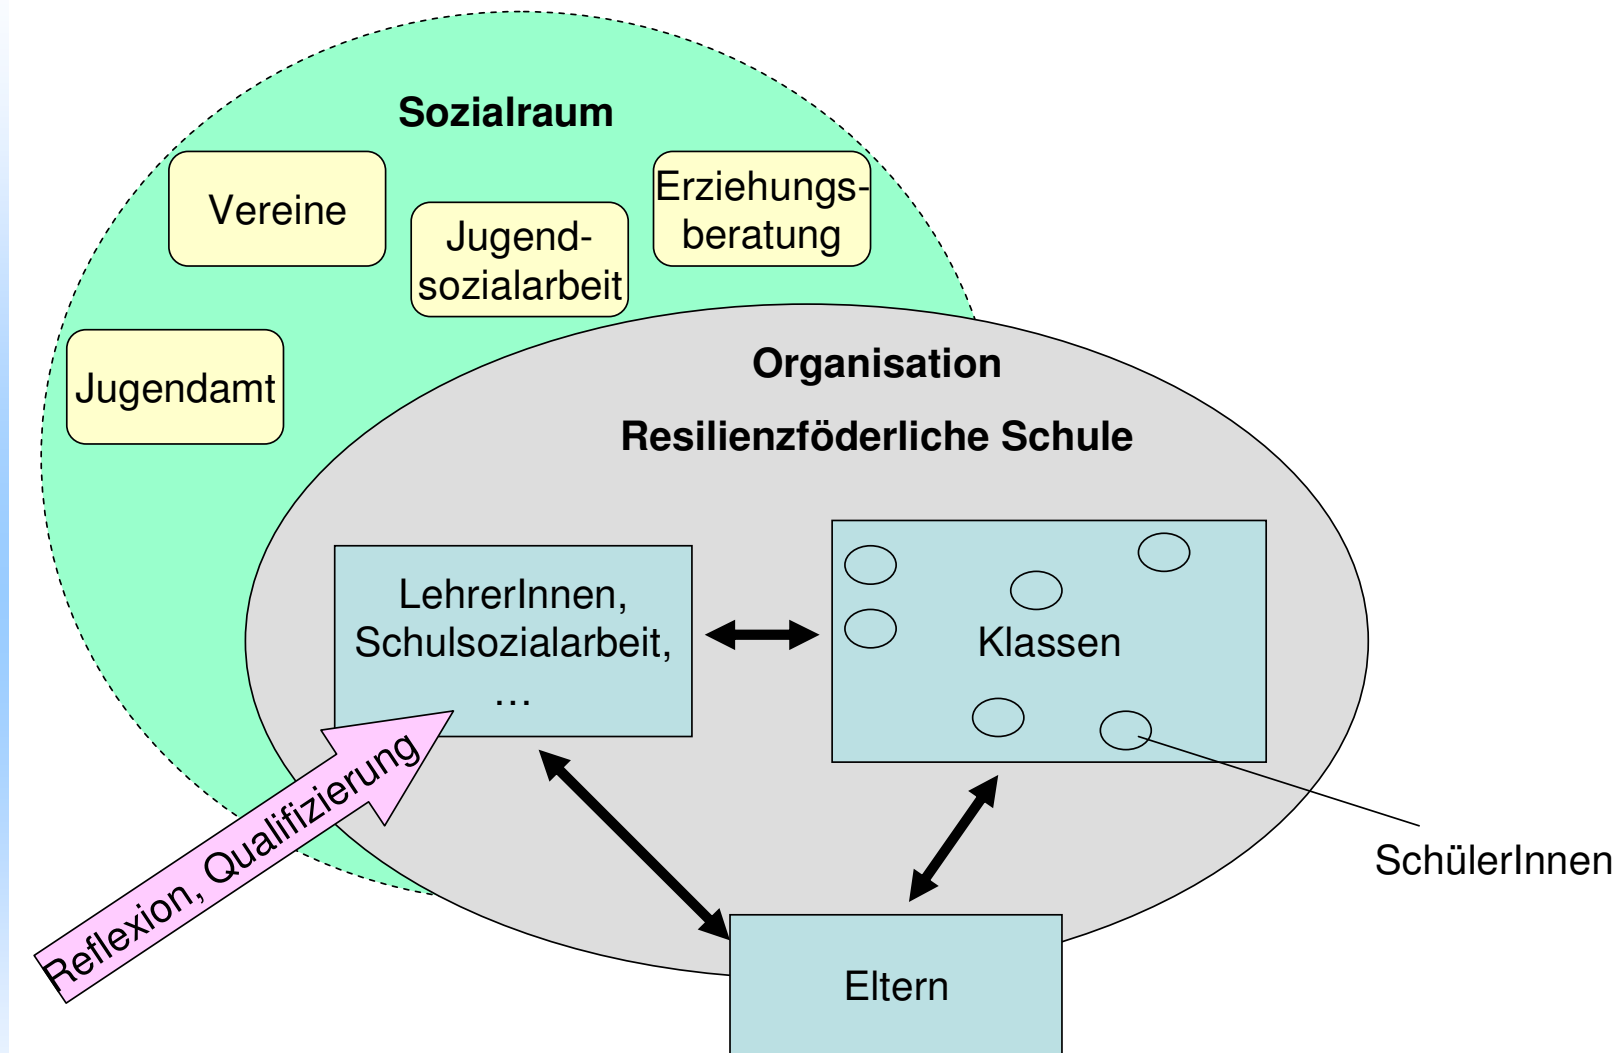 Sozialraum
Vereine
Erziehungs-
beratung
Jugend-
sozialarbeit
Jugendamt
Organisation
Resilienzföderliche Schule
LehrerInnen,
Schulsozialarbeit,
…
Klassen
Reflexion, Qualifizierung
SchülerInnen
Eltern